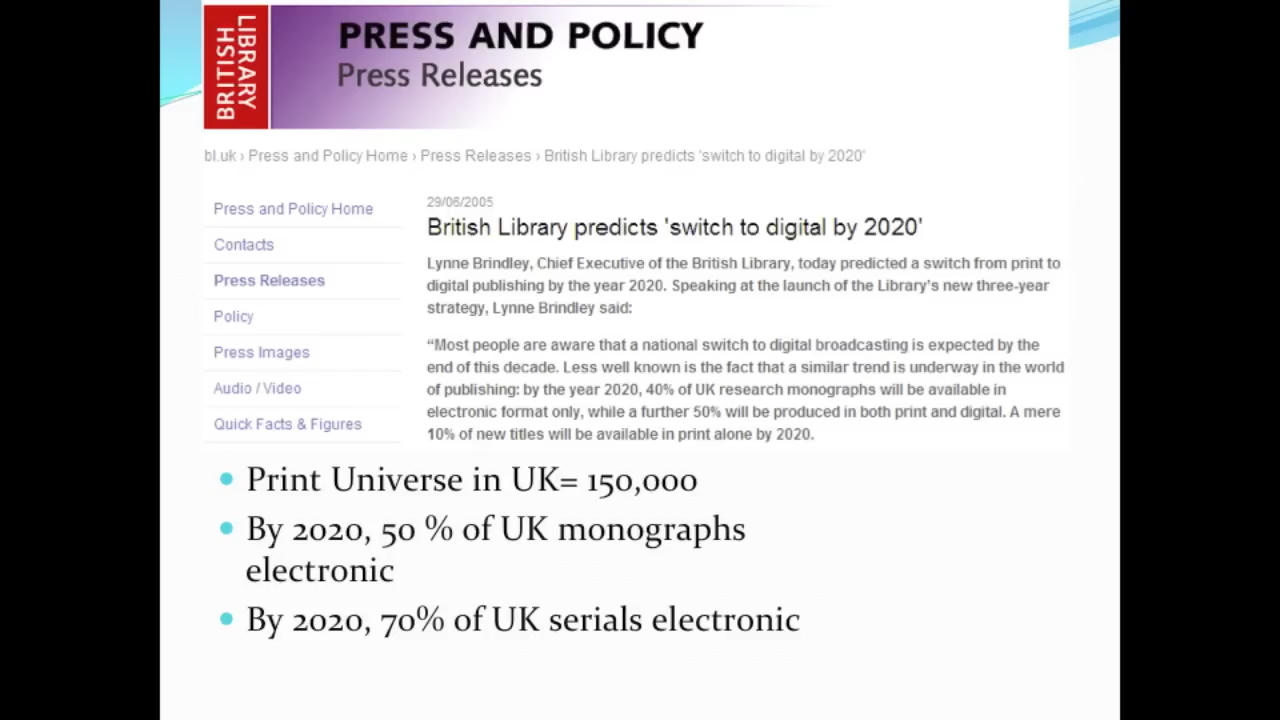 BRITISH
LIBRARY
PRESS AND POLICY
Press Releases
bl.uk › Press and Policy Home › Press Releases › British Library predicts 'switch to digital by 2020'
Press and Policy Home
Contacts
Press Releases
Policy
Press Images
Audio / Video
Quick Facts & Figures
29/06/2005
British Library predicts 'switch to digital by 2020'
Lynne Brindley, Chief Executive of the British Library, today predicted a switch from print to
digital publishing by the year 2020. Speaking at the launch of the Library's new three-year
strategy, Lynne Brindley said:
“Most people are aware that a national switch to digital broadcasting is expected by the
end of this decade. Less well known is the fact that a similar trend is underway in the world
of publishing: by the year 2020, 40% of UK research monographs will be available in
electronic format only, while a further 50% will be produced in both print and digital. A mere
10% of new titles will be available in print alone by 2020.
• Print Universe in UK= 150,000
• By 2020, 50 % of UK monographs
electronic
• By 2020, 70% of UK serials electronic